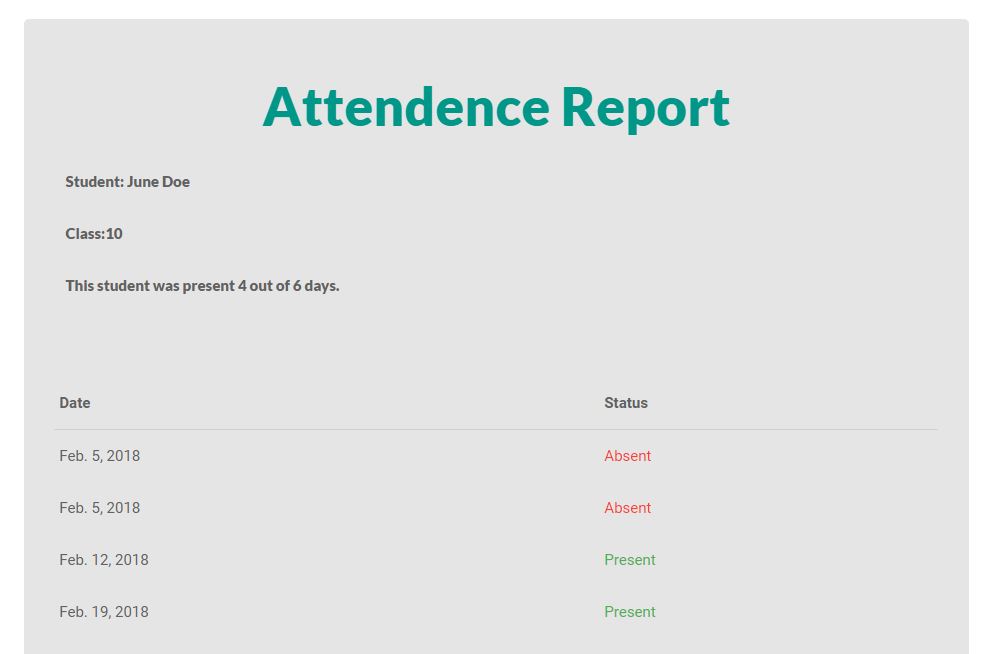 Attendence Report
Student: June Doe
Class:10
This student was present 4 out of 6 days.
Date Status
Feb. 5, 2018 Absent
Feb. 5, 2018 Absent
Feb. 12, 2018 Present
Feb. 19, 2018 Present